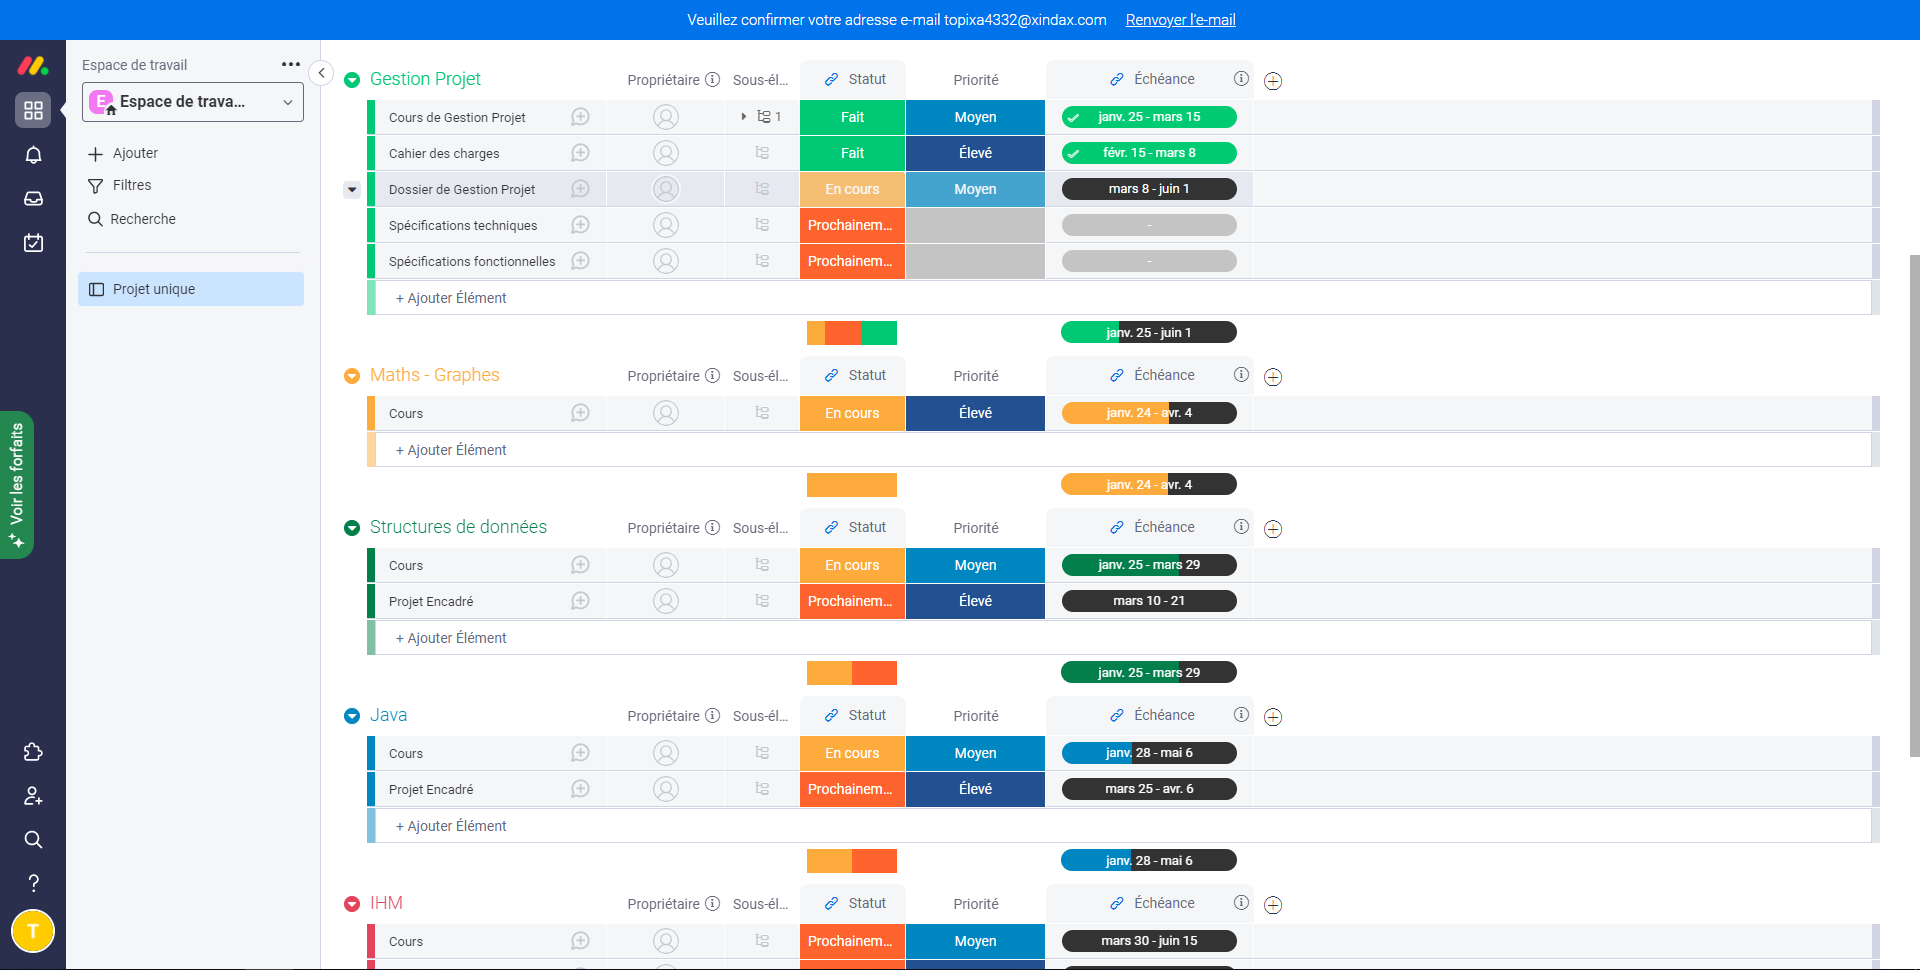 Veuillez confirmer votre adresse e-mail topixa4332@xindax.com Renvoyer l'e-mail
Espace de travail
E Espace de trava...
Ajouter
Filtres
Recherche
Projet unique
Voir les forfaits
T
Gestion Projet Propriétaire Sous-él... Statut Priorité Échéance
Cours de Gestion Projet 1 Fait Moyen janv. 25 - mars 15
Cahier des charges Fait Élevé févr. 15 - mars 8
Dossier de Gestion Projet En cours Moyen mars 8 - juin 1
Spécifications techniques Prochainem... -
Spécifications fonctionnelles Prochainem... -
+ Ajouter Élément
janv. 25 - juin 1
Maths - Graphes Propriétaire Sous-él... Statut Priorité Échéance
Cours En cours Élevé janv. 24 - avr. 4
+ Ajouter Élément
janv. 24 - avr. 4
Structures de données Propriétaire Sous-él... Statut Priorité Échéance
Cours En cours Moyen janv. 25 - mars 29
Projet Encadré Prochainem... Élevé mars 10 - 21
+ Ajouter Élément
janv. 25 - mars 29
Java Propriétaire Sous-él... Statut Priorité Échéance
Cours En cours Moyen janv. 28 - mai 6
Projet Encadré Prochainem... Élevé mars 25 - avr. 6
+ Ajouter Élément
janv. 28 - mai 6
IHM Propriétaire Sous-él... Statut Priorité Échéance
Cours Prochainem... Moyen mars 30 - juin 15